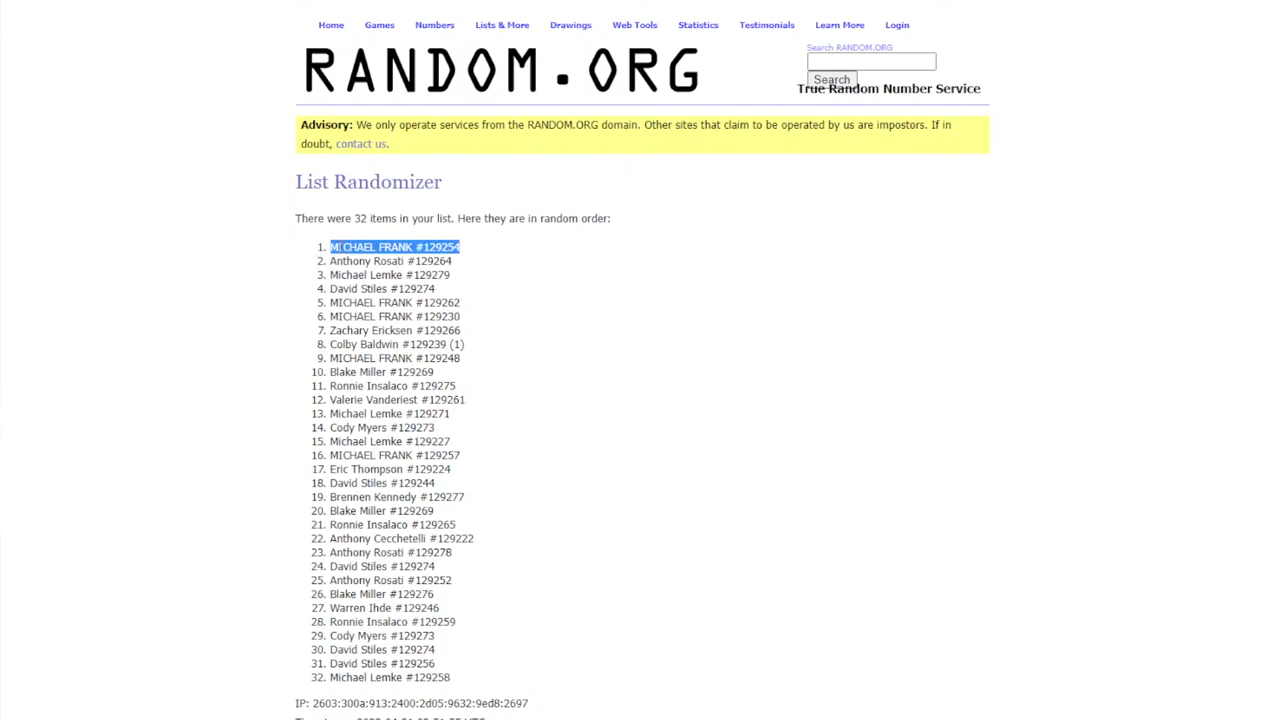 Home Games Numbers Lists & More Drawings Web Tools Statistics Testimonials Learn More Login
RANDOM.ORG
Search RANDOM.ORG
Search
True Random Number Service
Advisory: We only operate services from the RANDOM.ORG domain. Other sites that claim to be operated by us are impostors. If in
doubt, contact us.
List Randomizer
There were 32 items in your list. Here they are in random order:
1. MICHAEL FRANK #129254
2. Anthony Rosati #129264
3. Michael Lemke #129279
4. David Stiles #129274
5. MICHAEL FRANK #129262
6. MICHAEL FRANK #129230
7. Zachary Ericksen #129266
8. Colby Baldwin #129239 (1)
9. MICHAEL FRANK #129248
10. Blake Miller #129269
11. Ronnie Insalaco #129275
12. Valerie Vanderiest #129261
13. Michael Lemke #129271
14. Cody Myers #129273
15. Michael Lemke #129227
16. MICHAEL FRANK #129257
17. Eric Thompson #129224
18. David Stiles #129244
19. Brennen Kennedy #129277
20. Blake Miller #129269
21. Ronnie Insalaco #129265
22. Anthony Cecchetelli #129222
23. Anthony Rosati #129278
24. David Stiles #129274
25. Anthony Rosati #129252
26. Blake Miller #129276
27. Warren Ihde #129246
28. Ronnie Insalaco #129259
29. Cody Myers #129273
30. David Stiles #129274
31. David Stiles #129256
32. Michael Lemke #129258
IP: 2603:300a:913:2400:2d05:9632:9ed8:2697